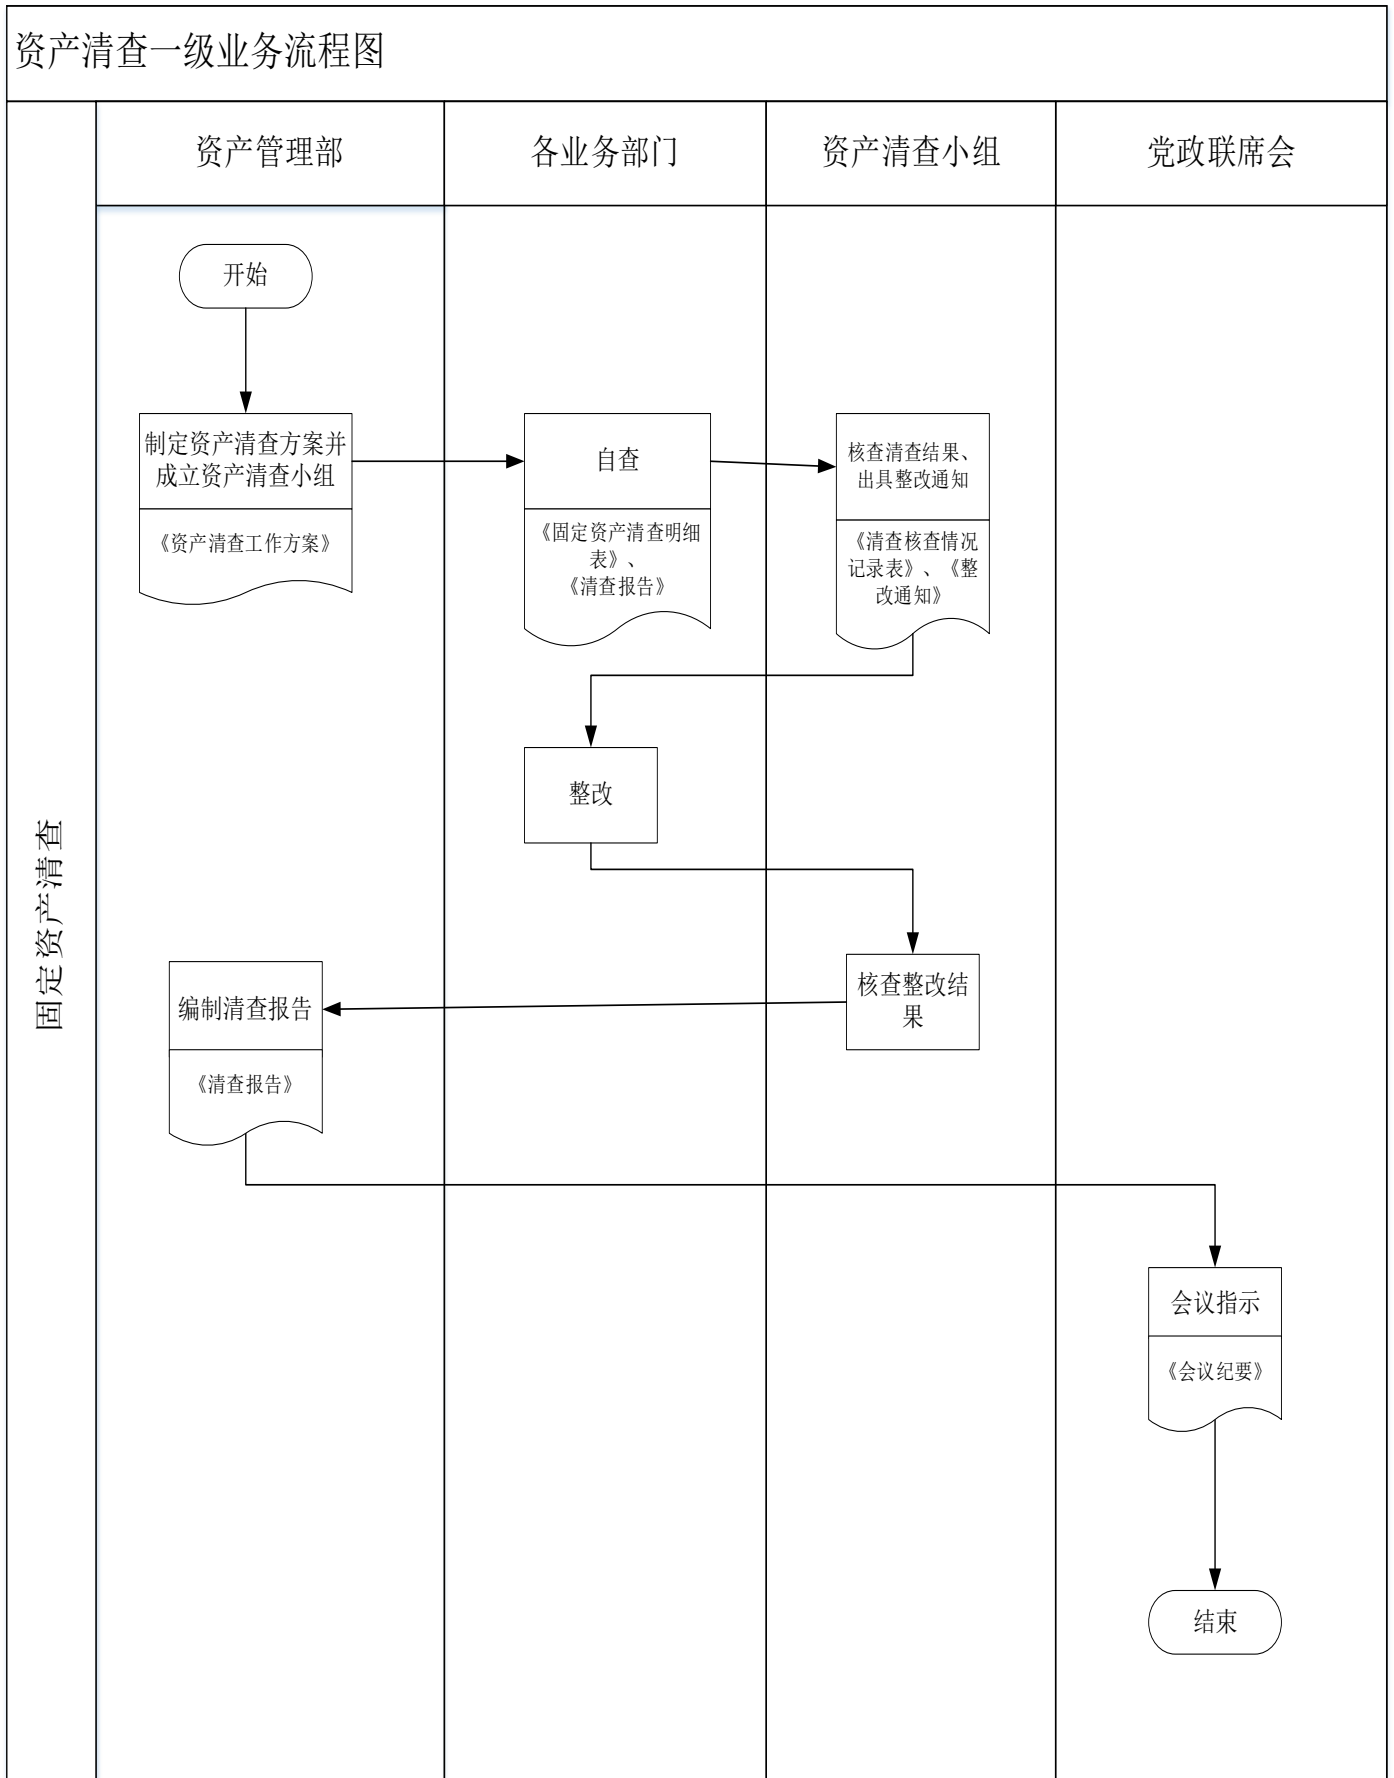 资产清查一级业务流程图
资产管理部
各业务部门
资产清查小组
党政联席会
固定资产清查
开始
制定资产清查方案并
成立资产清查小组
《资产清查工作方案》
自查
《固定资产清查明细
表》、
《清查报告》
核查清查结果、
出具整改通知
《清查核查情况
记录表》、《整
改通知》
整改
核查整改结
果
编制清查报告
《清查报告》
会议指示
《会议纪要》
结束